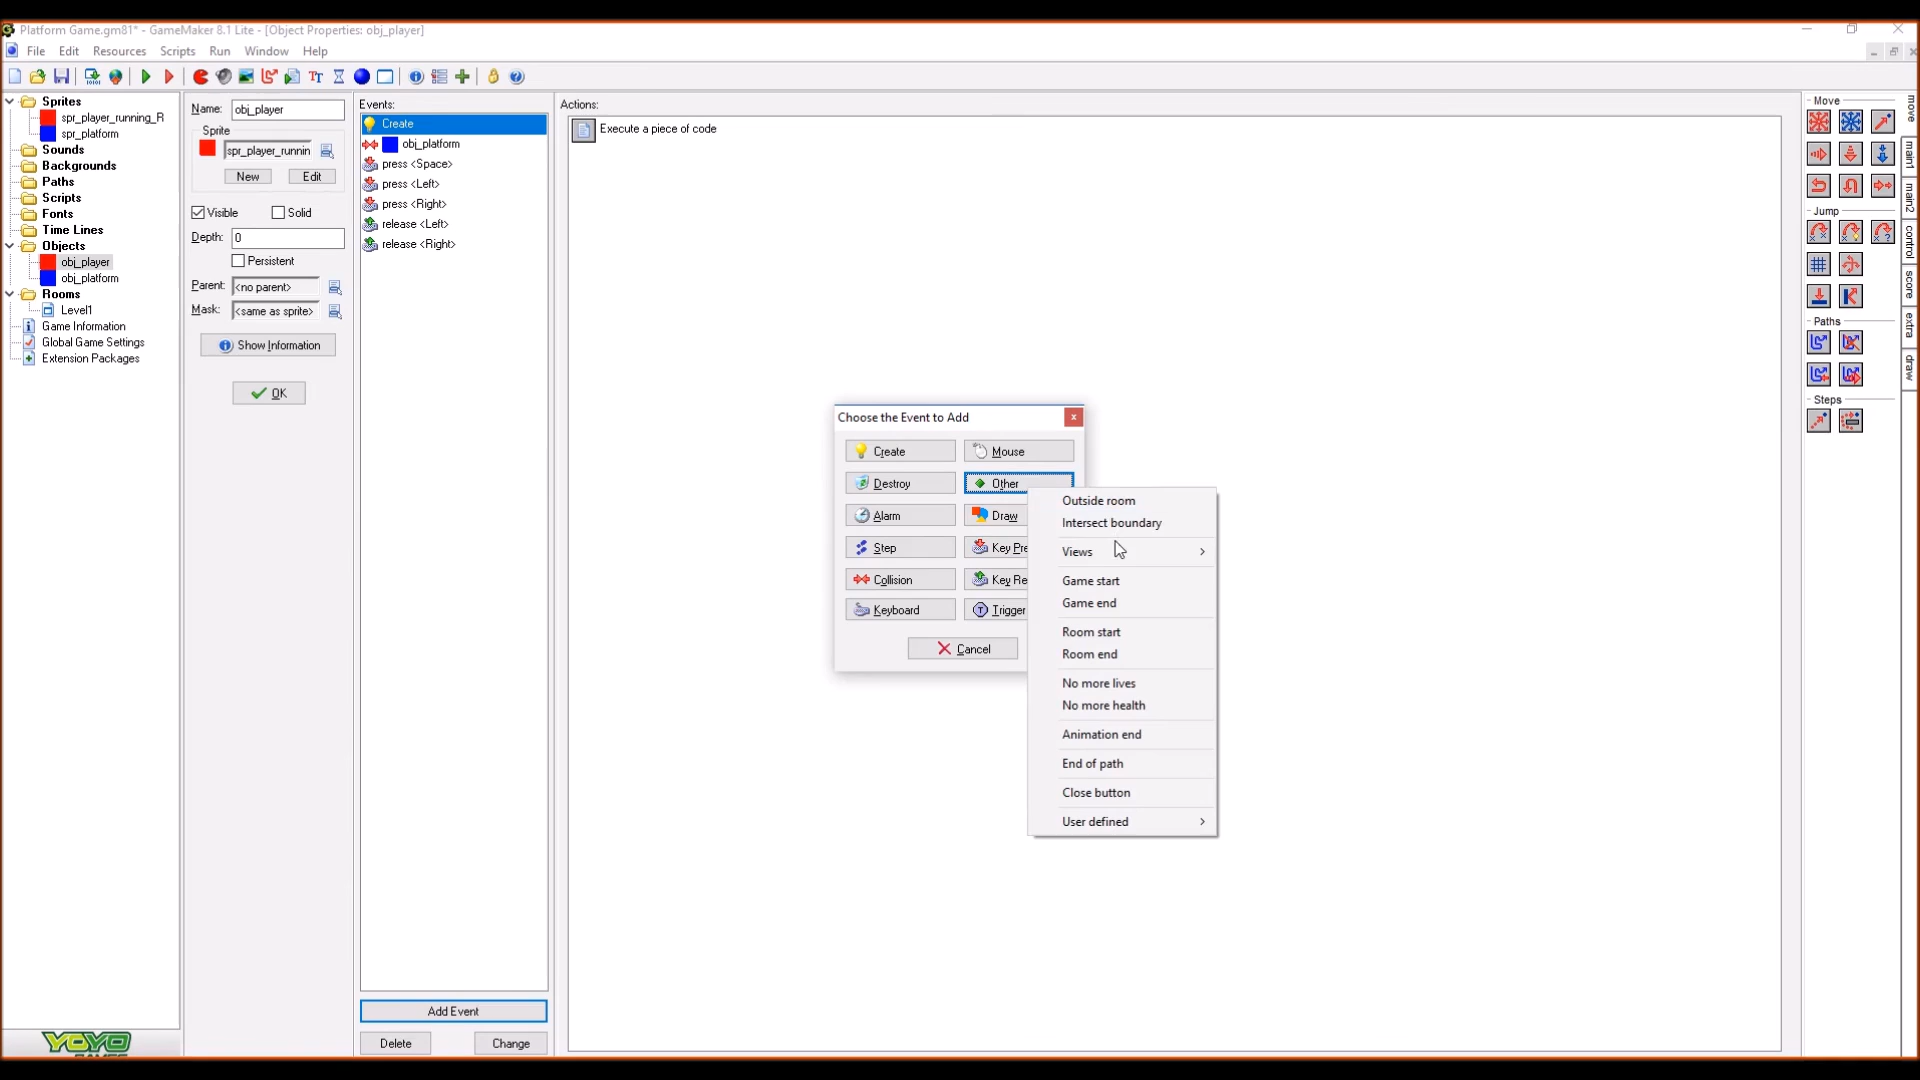 Platform Game.gm81* - GameMaker 8.1 Lite - [Object Properties: obj_player]
File Edit Resources Scripts Run Window Help
Sprites
spr_player_running_R
spr_platform
Sounds
Backgrounds
Paths
Scripts
Fonts
Time Lines
Objects
obj_player
obj_platform
Rooms
Level1
Game Information
Global Game Settings
Extension Packages
YOYO
GAMES
Name: obj_player
Sprite
spr_player_runnin
New Edit
Visible Solid
Depth: 0
Persistent
Parent: <no parent>
Mask: <same as sprite>
Show Information
OK
Events:
Create
obj_platform
press <Space>
press <Left>
press <Right>
release <Left>
release <Right>
Add Event
Delete Change
Actions:
Execute a piece of code
Choose the Event to Add
Create Mouse
Destroy Other
Alarm Draw
Step Key Pre
Collision Key Re
Keyboard Trigger
Cancel
Outside room
Intersect boundary
Views
Game start
Game end
Room start
Room end
No more lives
No more health
Animation end
End of path
Close button
User defined
Move
Jump
Paths
Steps
move
main1
main2
control
score
extra
draw